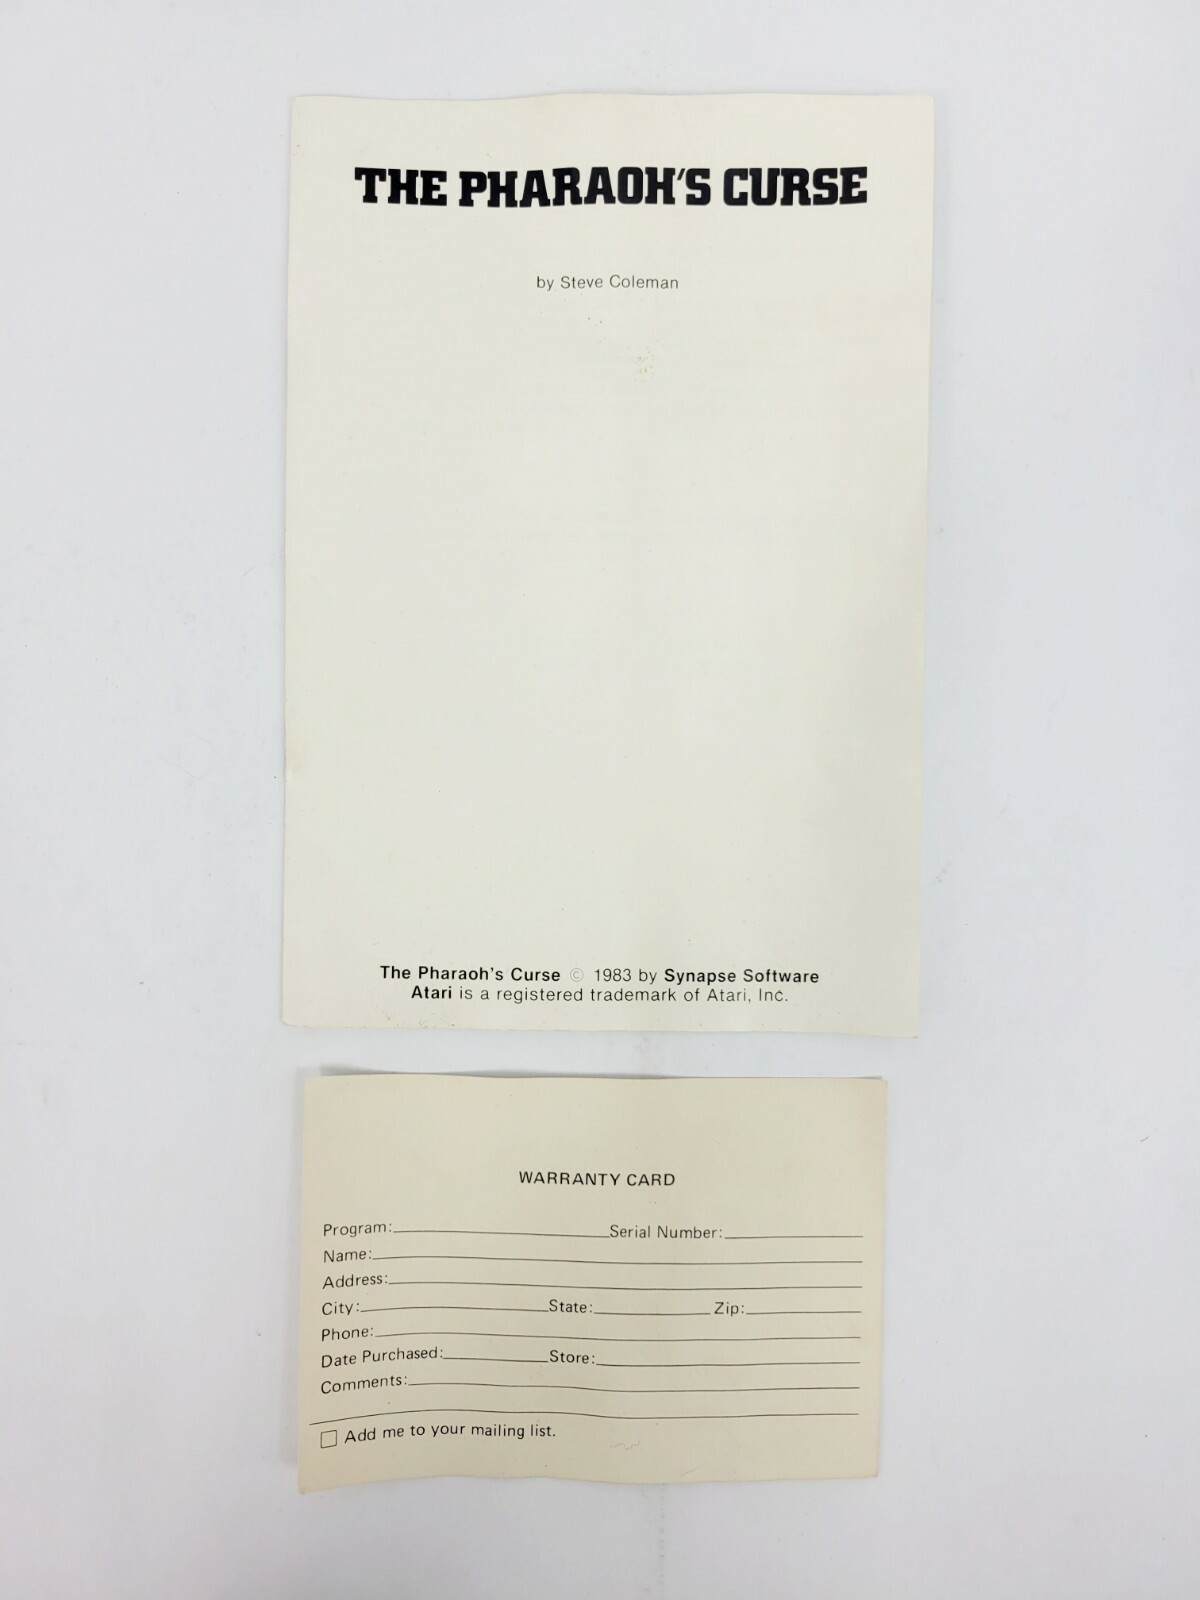 THE PHARAOH'S CURSE
by Steve Coleman
The Pharaoh's Curse © 1983 by Synapse Software
Atari is a registered trademark of Atari, Inc.
WARRANTY CARD
Program: Serial Number:
Name:
Address:
City: State: Zip:
Phone:
Date Purchased: Store:
Comments:
Add me to your mailing list.